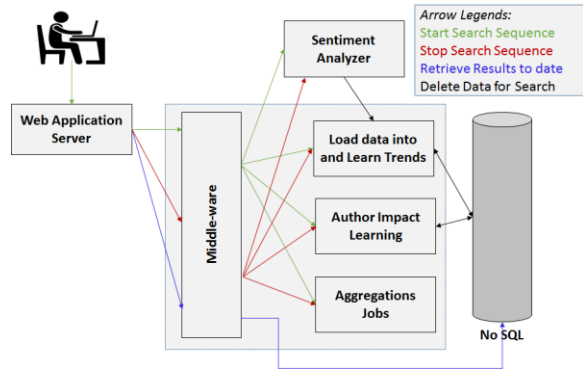 Arrow Legends:
Start Search Sequence
Stop Search Sequence
Retrieve Results to date
Delete Data for Search
Sentiment
Analyzer
Web Application
Server
Load data into
and Learn Trends
Middle-ware
Author Impact
Learning
Aggregations
Jobs
No SQL